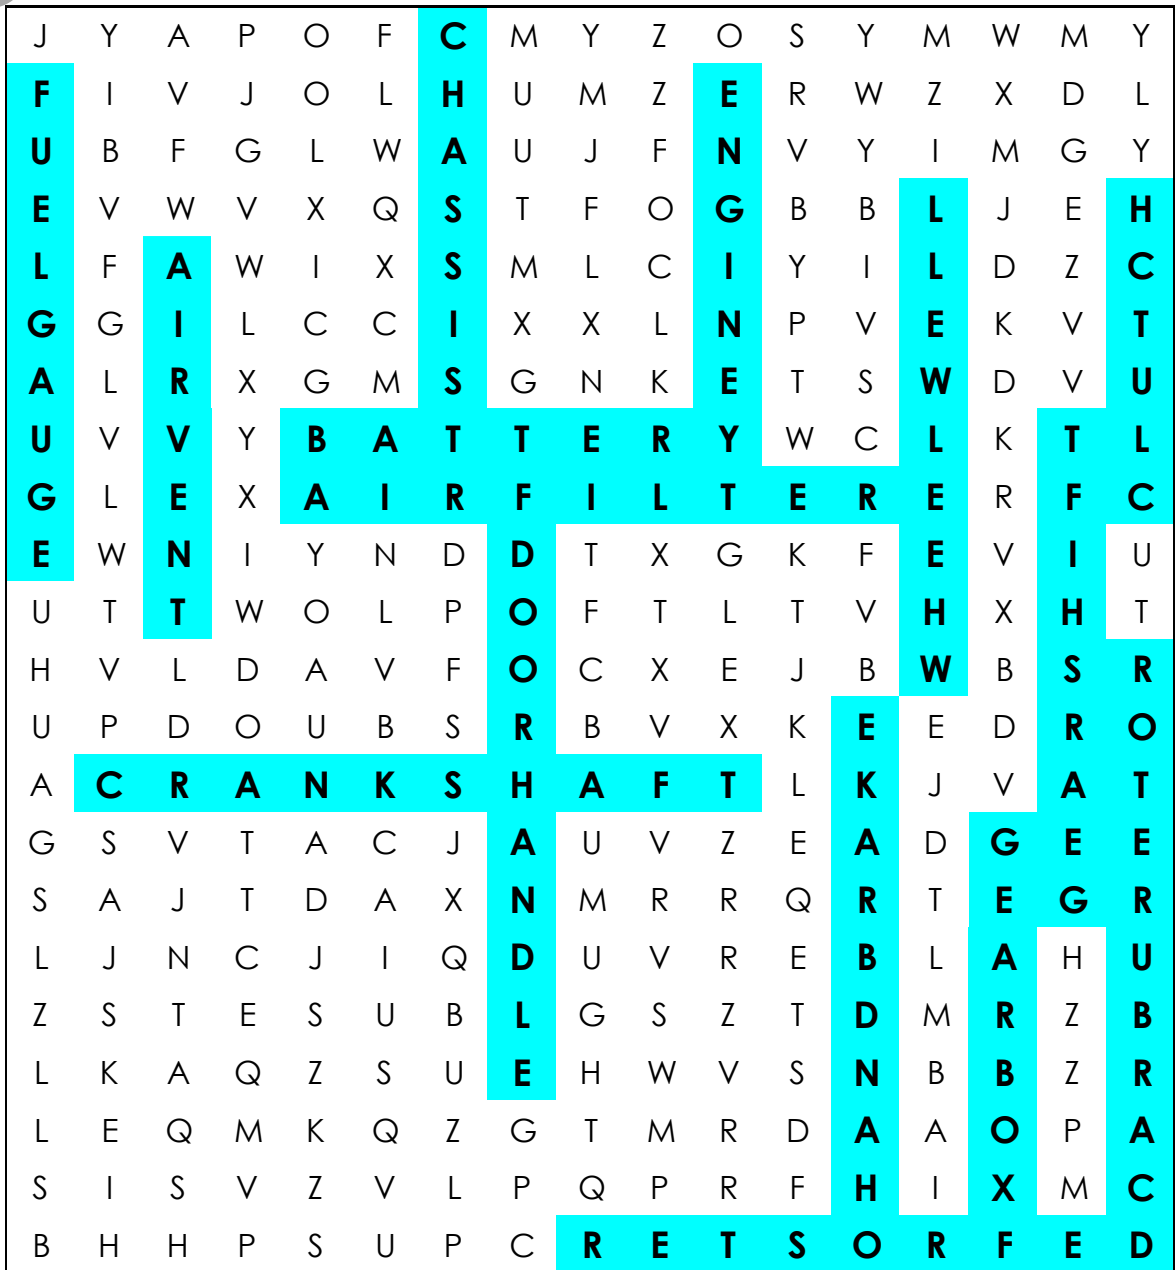 J Y A P O F C M Y Z O S Y M W M Y
F I V J O L H U M Z E R W Z X D L
U B F G L W A U J F N V Y I M G Y
E V W V X Q S T F O G B B L J E H
L F A W I X S M L C I Y I L D Z C
G G I L C C I X X L N P V E K V T
A L R X G M S G N K E T S W D V U
U V V Y B A T T E R Y W C L K T L
G L E X A I R F I L T E R E R F C
E W N I Y N D D T X G K F E V I U
U T T W O L P O F T L T V H X H T
H V L D A V F O C X E J B W B S R
U P D O U B S R B V X K E E D R O
A C R A N K S H A F T L K J V A T
G S V T A C J A U V Z E A D G E E
S A J T D A X N M R R Q R T E G R
L J N C J I Q D U V R E B L A H U
Z S T E S U B L G S Z T D M R Z B
L K A Q Z S U E H W V S N B B Z R
L E Q M K Q Z G T M R D A A O P A
S I S V Z V L P Q P R F H I X M C
B H H P S U P C R E T S O R F E D